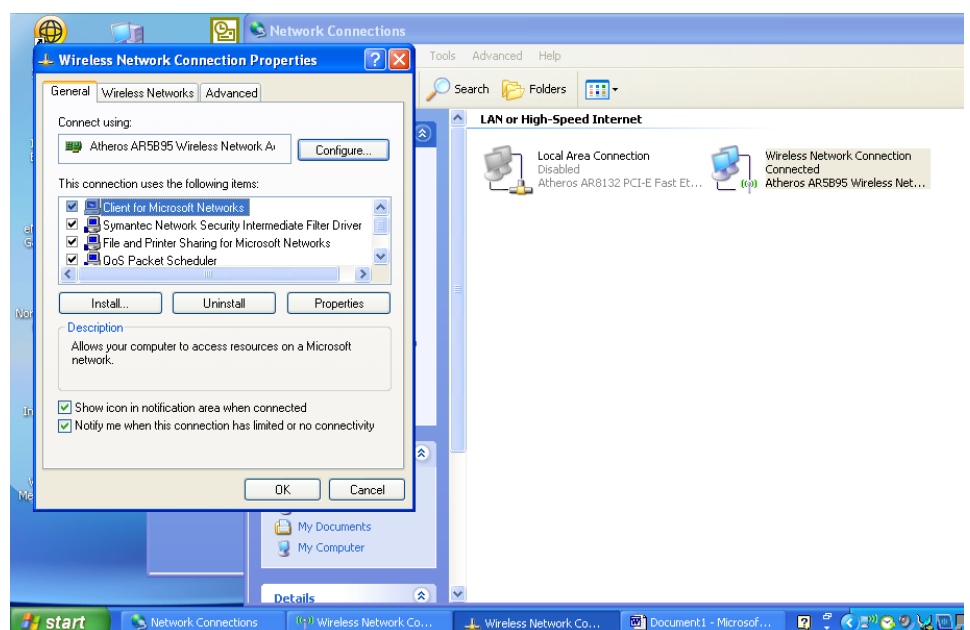 Network Connections
Tools Advanced Help
Search Folders
Wireless Network Connection Properties
General Wireless Networks Advanced
Connect using:
Atheros AR5B95 Wireless Network A
Configure...
This connection uses the following items:
Client for Microsoft Networks
Symantec Network Security Intermediate Filter Driver
File and Printer Sharing for Microsoft Networks
QoS Packet Scheduler
Install... Uninstall Properties
Description
Allows your computer to access resources on a Microsoft
network.
Show icon in notification area when connected
Notify me when this connection has limited or no connectivity
OK Cancel
LAN or High-Speed Internet
Local Area Connection
Disabled
Atheros AR8132 PCI-E Fast Et...
Wireless Network Connection
Connected
Atheros AR5B95 Wireless Net...
My Documents
My Computer
Details
start Network Connections Wireless Network Co... Wireless Network Co... Document1 - Microsof...